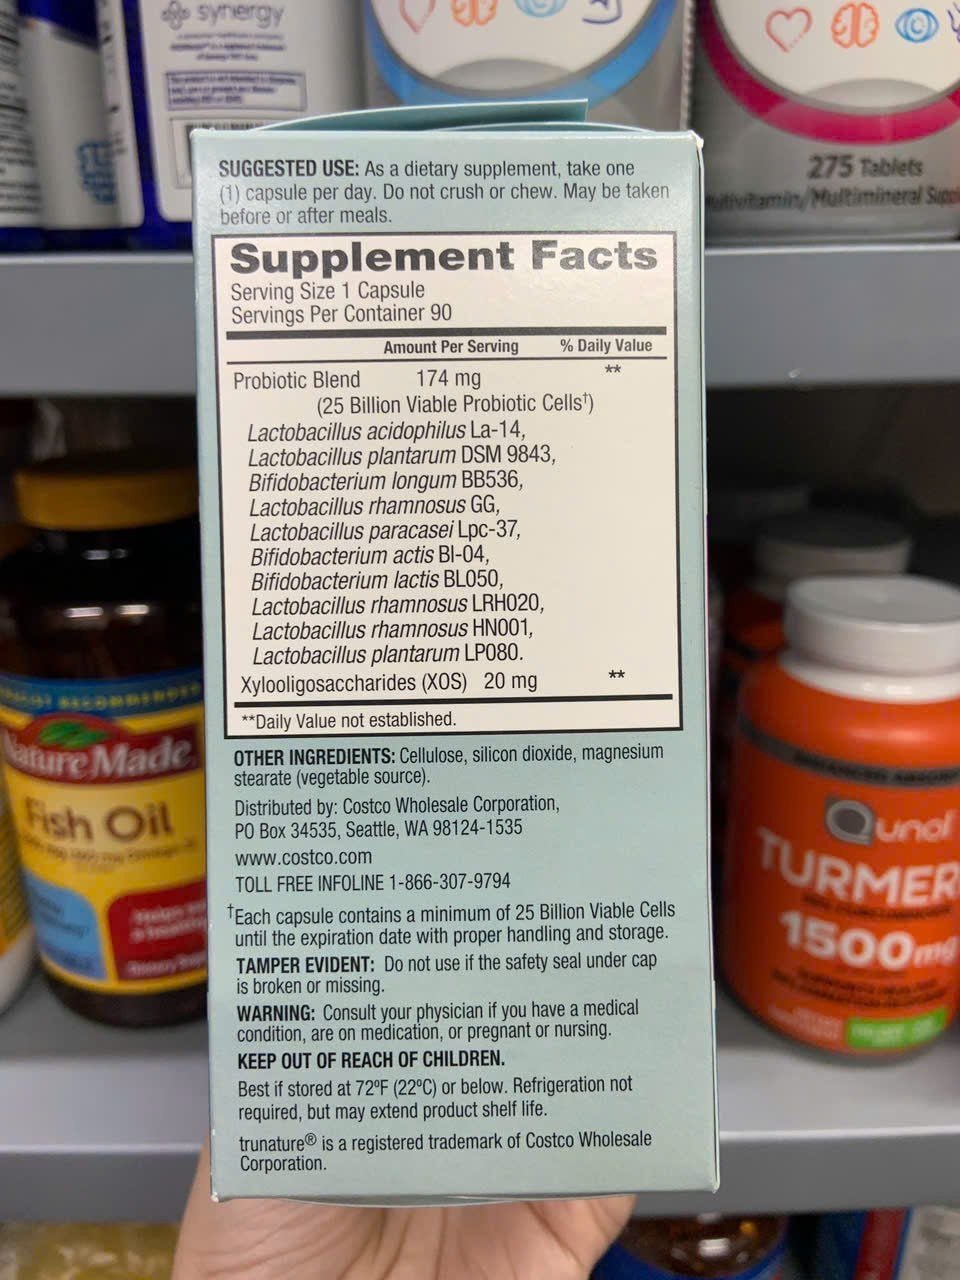 synergy
275 Tablets
Multivitamin/Multimineral
SUGGESTED USE: As a dietary supplement, take one
(1) capsule per day. Do not crush or chew. May be taken
before or after meals.
Supplement Facts
Serving Size 1 Capsule
Servings Per Container 90
Amount Per Serving % Daily Value
Probiotic Blend 174 mg **
(25 Billion Viable Probiotic Cells†)
Lactobacillus acidophilus La-14,
Lactobacillus plantarum DSM 9843,
Bifidobacterium longum BB536,
Lactobacillus rhamnosus GG,
Lactobacillus paracasei Lpc-37,
Bifidobacterium actis Bl-04,
Bifidobacterium lactis BL050,
Lactobacillus rhamnosus LRH020,
Lactobacillus rhamnosus HN001,
Lactobacillus plantarum LP080.
Xylooligosaccharides (XOS) 20 mg **
**Daily Value not established.
OTHER INGREDIENTS: Cellulose, silicon dioxide, magnesium
stearate (vegetable source).
Distributed by: Costco Wholesale Corporation,
PO Box 34535, Seattle, WA 98124-1535
www.costco.com
TOLL FREE INFOLINE 1-866-307-9794
†Each capsule contains a minimum of 25 Billion Viable Cells
until the expiration date with proper handling and storage.
TAMPER EVIDENT: Do not use if the safety seal under cap
is broken or missing.
WARNING: Consult your physician if you have a medical
condition, are on medication, or pregnant or nursing.
KEEP OUT OF REACH OF CHILDREN.
Best if stored at 72ºF (22ºC) or below. Refrigeration not
required, but may extend product shelf life.
trunature® is a registered trademark of Costco Wholesale
Corporation.
NatureMade
Fish Oil
Qunol
TURMER
1500mg